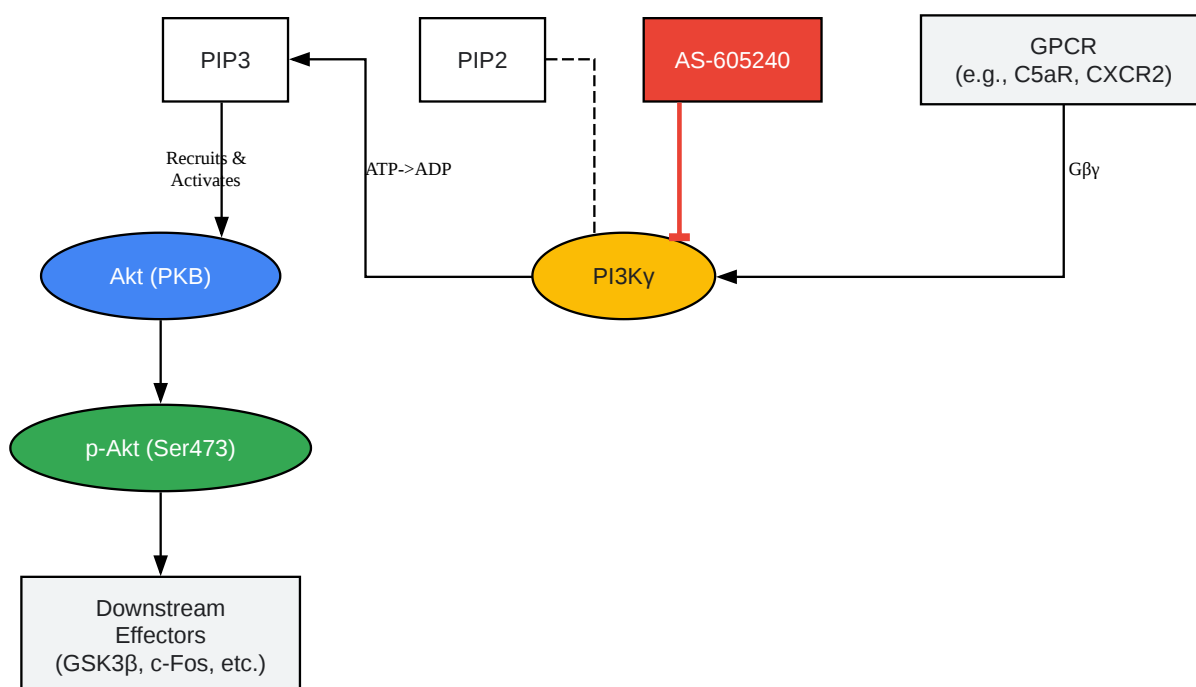 PIP3
PIP2
AS-605240
GPCR
(e.g., C5aR, CXCR2)
Recruits &
Activates
ATP->ADP
Gβγ
Akt (PKB)
PI3Kγ
p-Akt (Ser473)
Downstream
Effectors
(GSK3β, c-Fos, etc.)